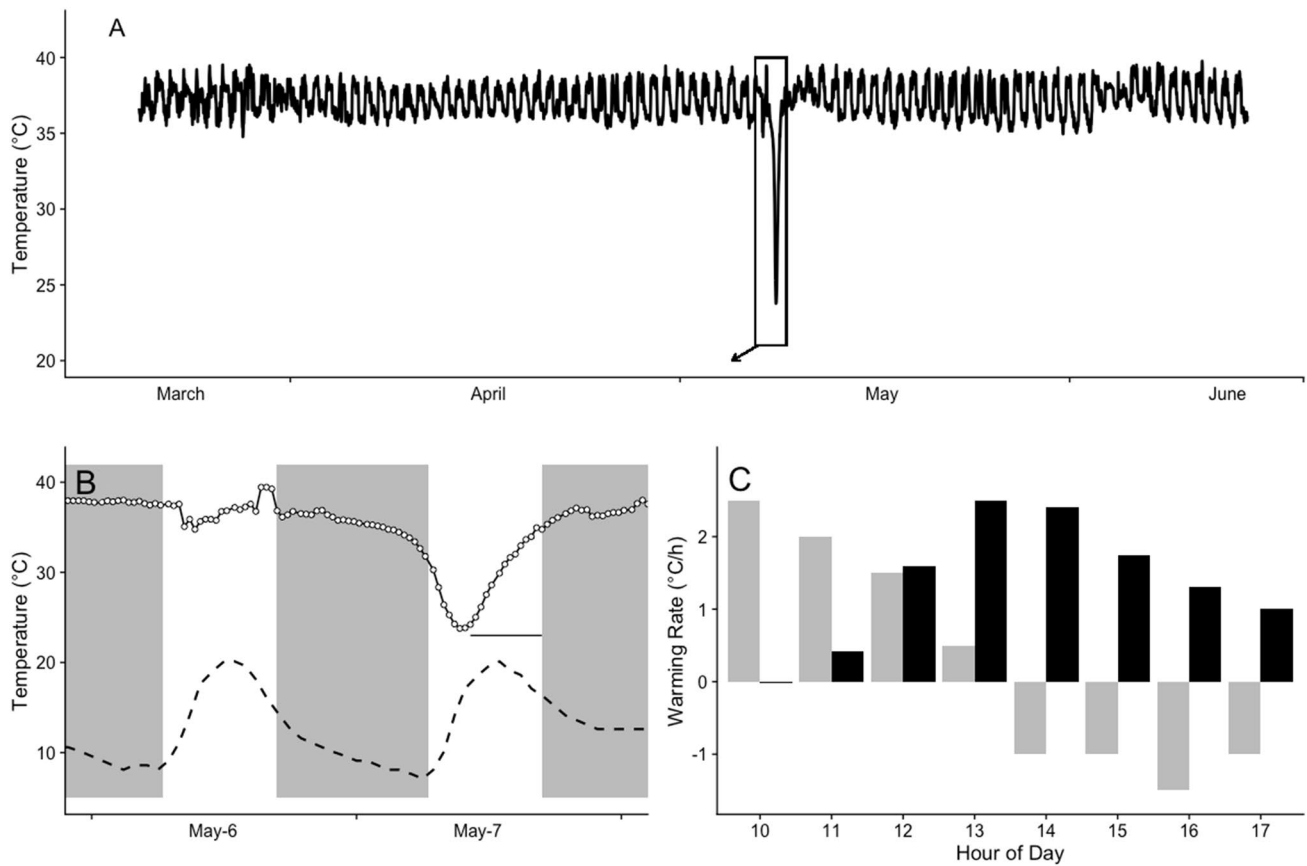 A
Temperature (°C)
40
35
30
25
20
March April May June
B
Temperature (°C)
40
30
20
10
May-6 May-7
C
Warming Rate (°C/h)
2
1
0
-1
10 11 12 13 14 15 16 17
Hour of Day